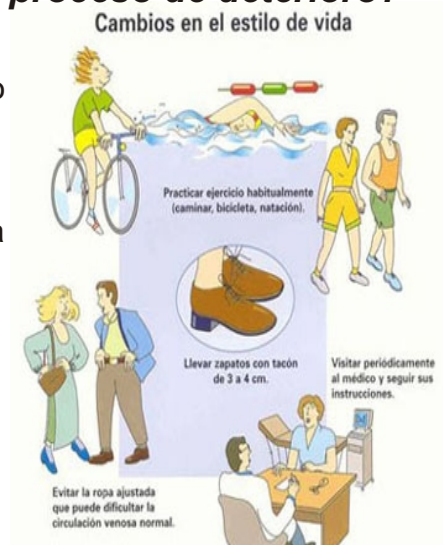 proceso de deterioro?
Cambios en el estilo de vida
o
a
Practicar ejercicio habitualmente
(caminar, bicicleta, natación).
Llevar zapatos con tacón
de 3 a 4 cm.
Visitar periódicamente
al médico y seguir sus
instrucciones.
Evitar la ropa ajustada
que puede dificultar la
circulación venosa normal.